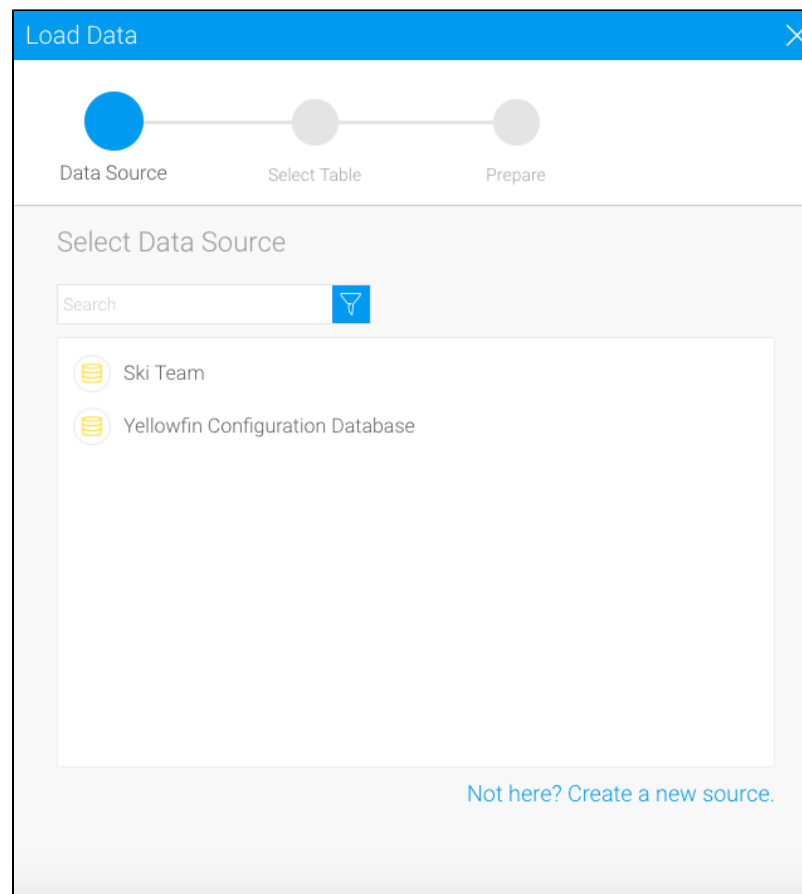 Load Data
Data Source
Select Table
Prepare
Select Data Source
Search
Ski Team
Yellowfin Configuration Database
Not here? Create a new source.